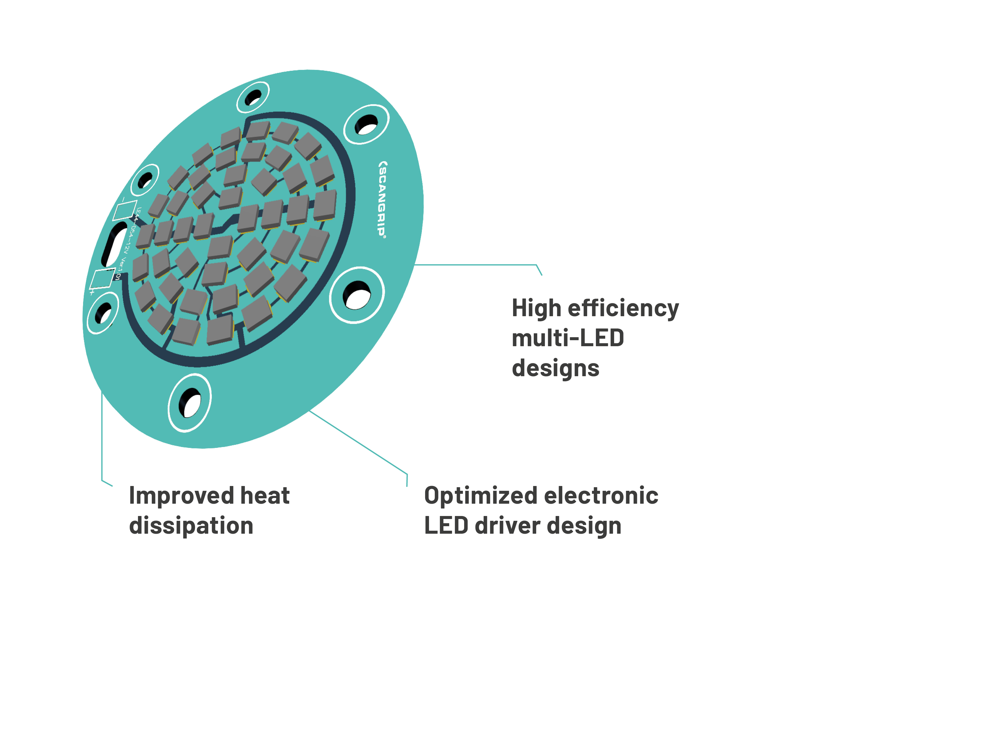 SCANGRIP®
−
+
High efficiency
multi-LED
designs
Improved heat
dissipation
Optimized electronic
LED driver design